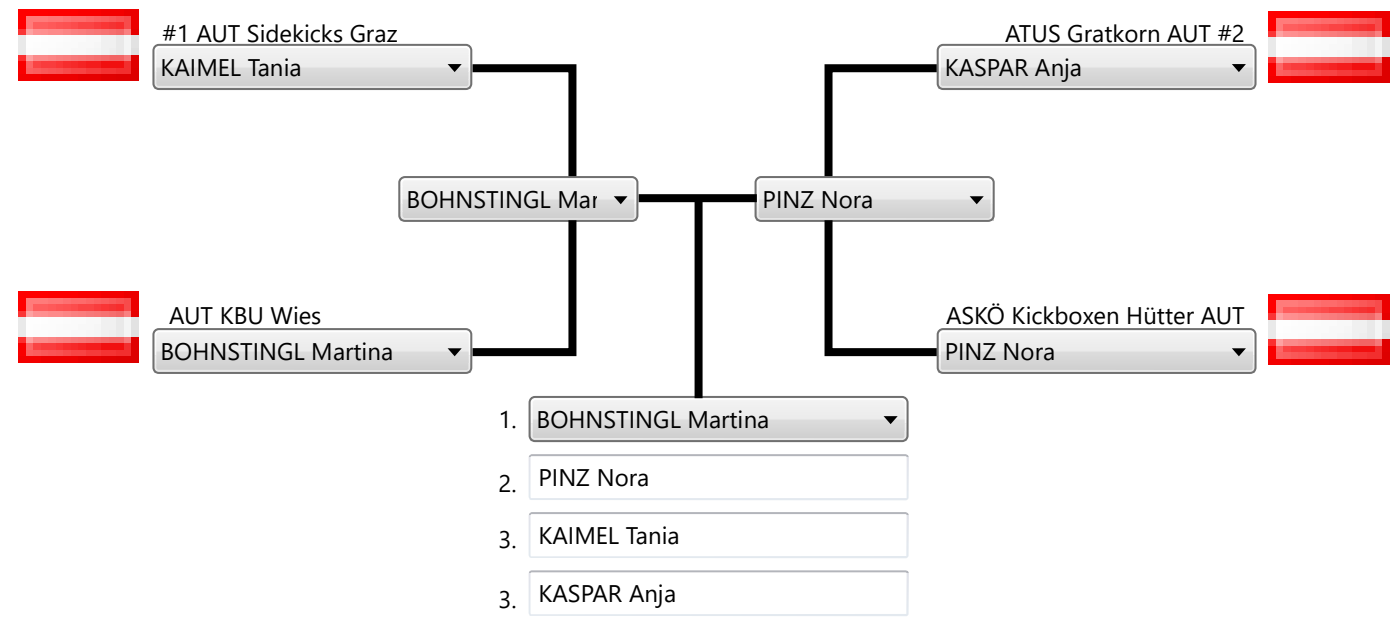 #1 AUT Sidekicks Graz
KAIMEL Tania
ATUS Gratkorn AUT #2
KASPAR Anja
BOHNSTINGL Mar
PINZ Nora
AUT KBU Wies
BOHNSTINGL Martina
ASKÖ Kickboxen Hütter AUT
PINZ Nora
1. BOHNSTINGL Martina
2. PINZ Nora
3. KAIMEL Tania
3. KASPAR Anja